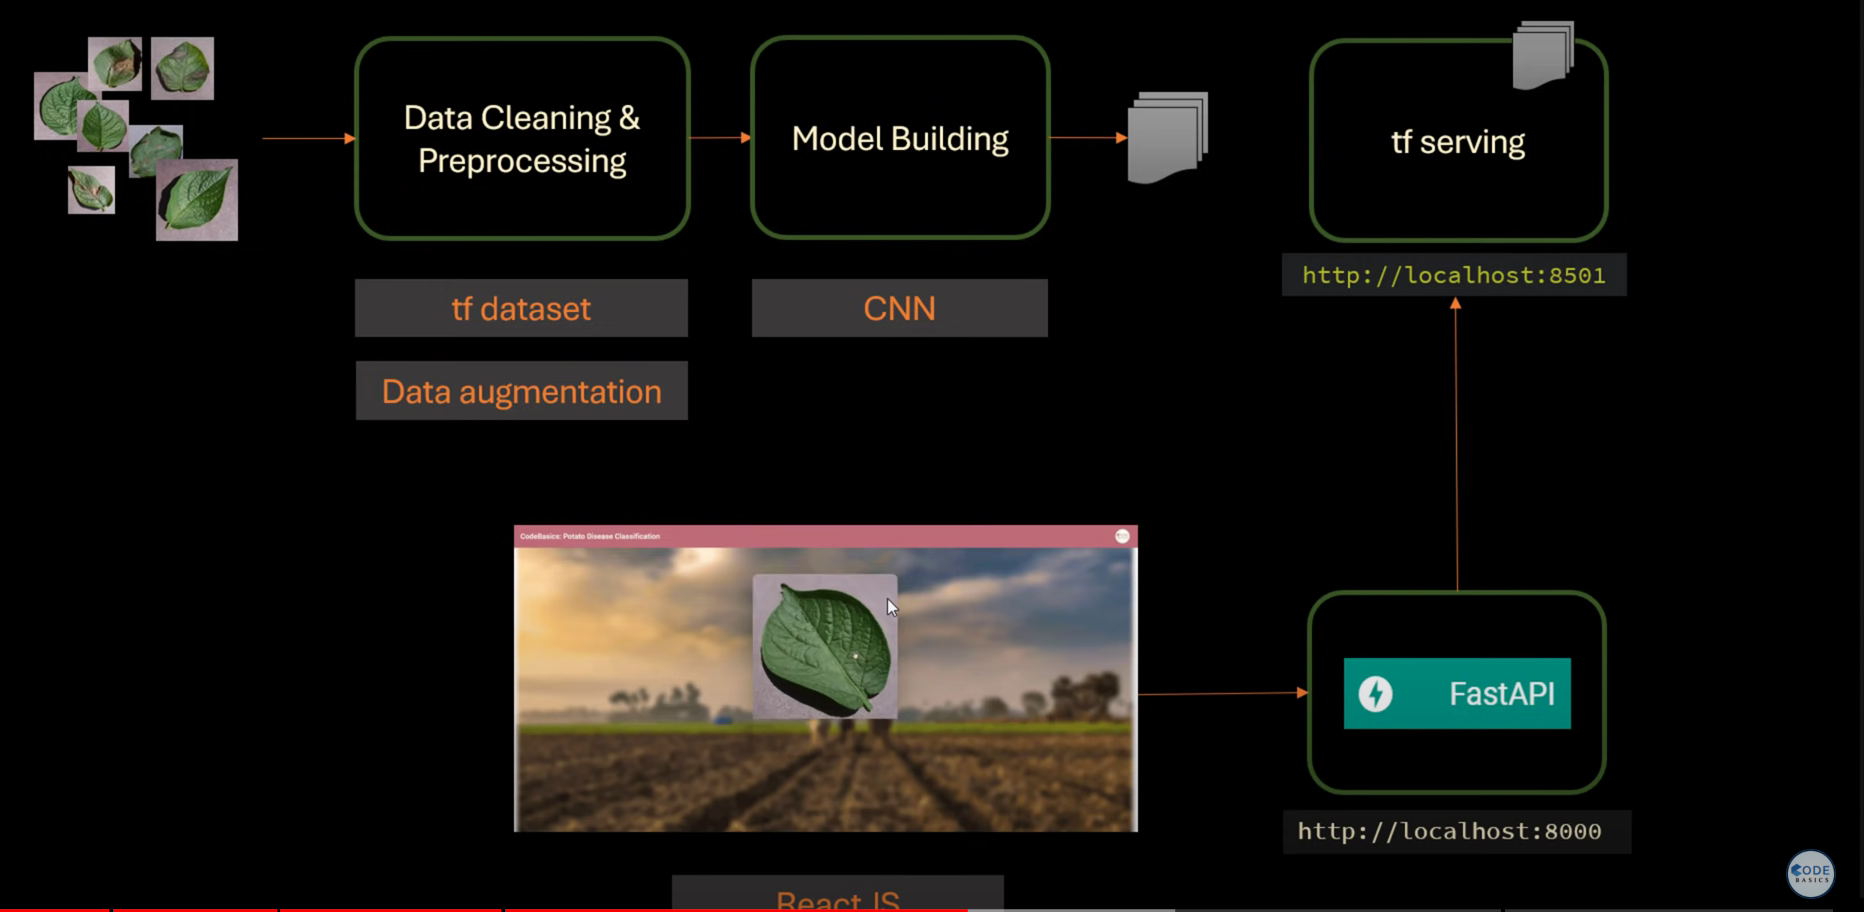 Data Cleaning &
Preprocessing
Model Building
tf serving
http://localhost:8501
tf dataset
CNN
Data augmentation
CodeBasics: Potato Disease Classification
FastAPI
http://localhost:8000
React JS
CODE
BASICS